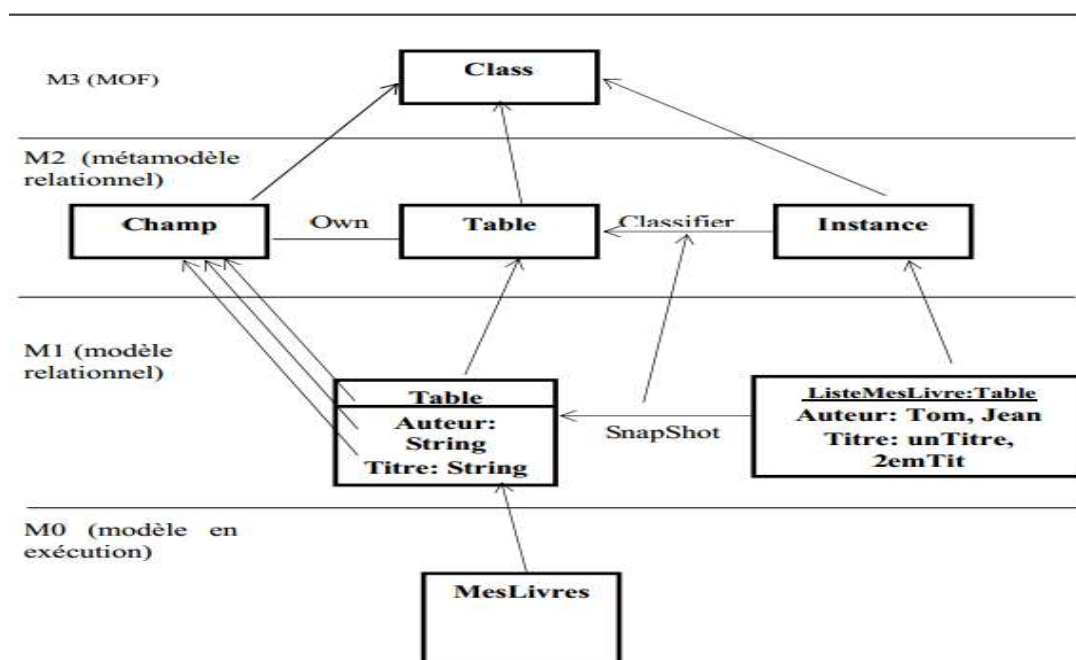 Class
M3 (MOF)
M2 (métamodèle
relationnel)
Champ
Own
Table
Classifier
Instance
M1 (modèle
relationnel)
Table
Auteur:
String
Titre: String
SnapShot
ListeMesLivre:Table
Auteur: Tom, Jean
Titre: unTitre,
2emTit
M0 (modèle en
exécution)
MesLivres